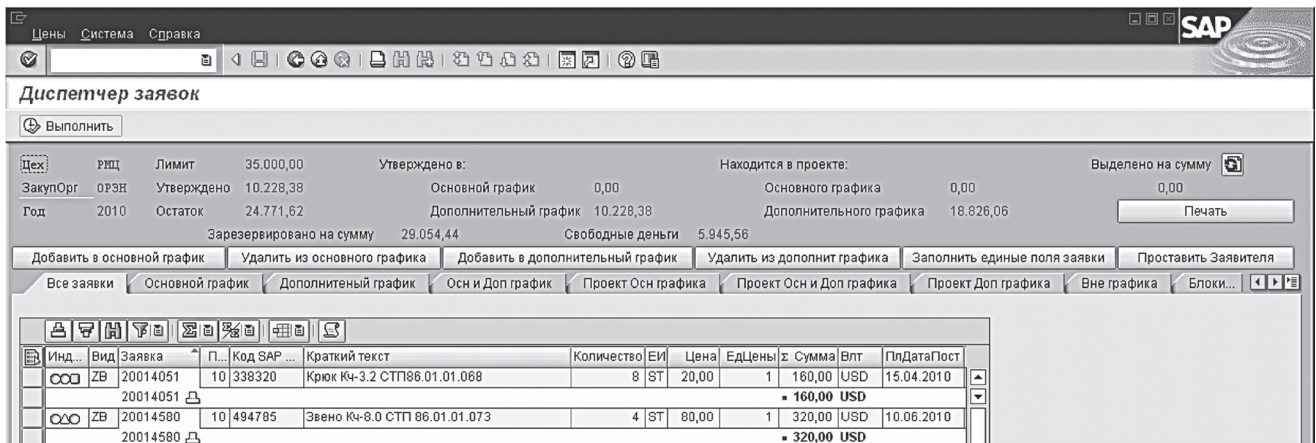 Цены Система Справка
SAP
Диспетчер заявок
Выполнить
Цех РМЦ Лимит 35.000,00 Утверждено в: Находится в проекте: Выделено на сумму
ЗакупОрг ОРЭН Утверждено 10.228,38 Основной график 0,00 Основного графика 0,00 0,00
Год 2010 Остаток 24.771,62 Дополнительный график 10.228,38 Дополнительного графика 18.826,06 Печать
Зарезервировано на сумму 29.054,44 Свободные деньги 5.945,56
Добавить в основной график Удалить из основного графика Добавить в дополнительный график Удалить из дополнит графика Заполнить единые поля заявки Проставить Заявителя
Все заявки Основной график Дополнитеный график Осн и Доп график Проект Осн графика Проект Осн и Доп графика Проект Доп графика Вне графика Блоки...
Инд... Вид Заявка П... Код SAP ... Краткий текст Количество ЕИ Цена ЕдЦены Σ Сумма Влт ПлДатаПост
ZB 20014051 10 338320 Крюк Кч-3.2 СТП86.01.01.068 8 ST 20,00 1 160,00 USD 15.04.2010
20014051 160,00 USD
ZB 20014580 10 494785 Звено Кч-8.0 СТП 86.01.01.073 4 ST 80,00 1 320,00 USD 10.06.2010
20014580 320,00 USD